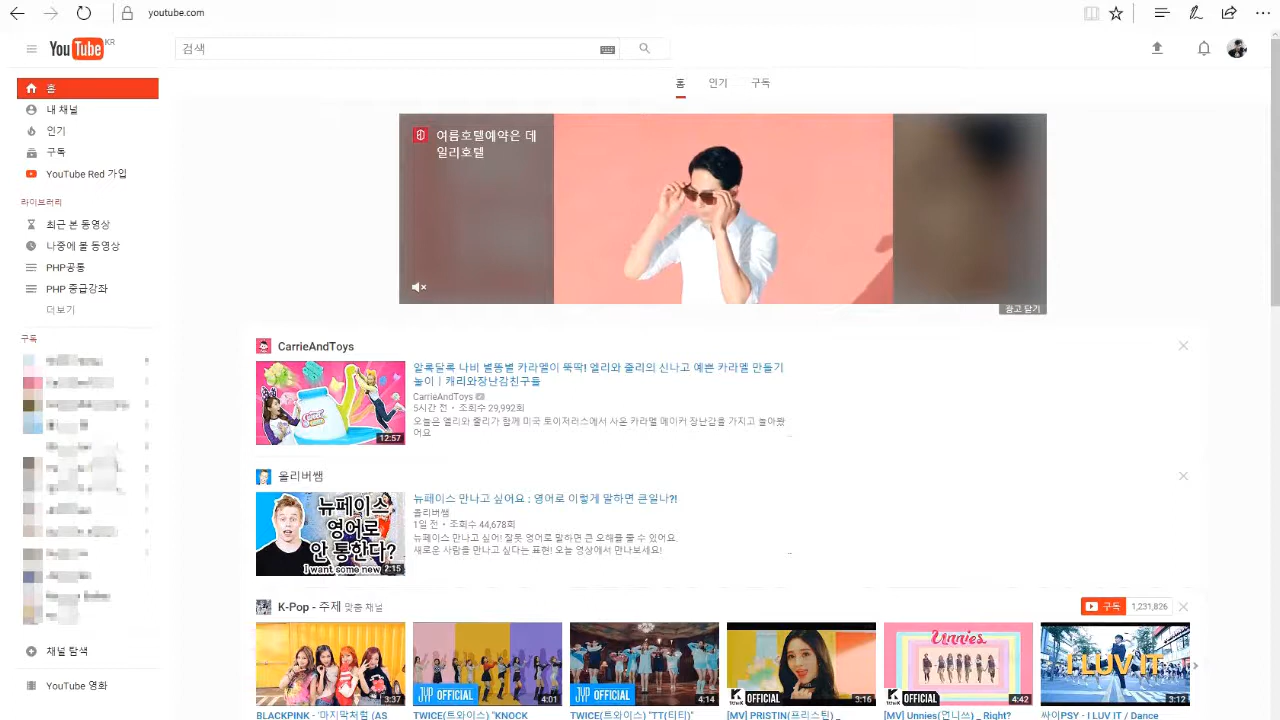 youtube.com
YouTube KR
검색
홈
내 채널
인기
구독
YouTube Red 가입
라이브러리
최근 본 동영상
나중에 볼 동영상
PHP공통
PHP 중급강좌
더보기
구독
채널 탐색
YouTube 영화
홈 인기 구독
여름호텔예약은 데
일리호텔
광고 닫기
CarrieAndToys
알록달록 나비 별똥별 카라멜이 뚝딱! 엘리와 줄리의 신나고 예쁜 카라멜 만들기
놀이 | 캐리와장난감친구들
CarrieAndToys
5시간 전 • 조회수 29,992회
오늘은 엘리와 줄리가 함께 미국 토이저러스에서 사온 카라멜 메이커 장난감을 가지고 놀아봤
어요
12:57
올리버쌤
뉴페이스 만나고 싶어요 ; 영어로 이렇게 말하면 큰일나?!
올리버쌤
1일 전 • 조회수 44,678회
뉴페이스 만나고 싶어! 잘못 영어로 말하면 큰 오해를 줄 수 있어요.
새로운 사람을 만나고 싶다는 표현! 오늘 영상에서 만나보세요!
뉴페이스
영어로
안 통한다?
I want some new
2:15
K-Pop - 주제 맞춤 채널
구독 1,231,826
3:37
JYP OFFICIAL
4:01
JYP OFFICIAL
4:14
3:16
Unnies
OFFICIAL
4:42
I LUV IT
3:12
BLACKPINK - '마지막처럼 (AS
TWICE(트와이스) "KNOCK
TWICE(트와이스) "TT(티티)"
[MV] PRISTIN(프리스틴) _
[MV] Unnies(언니쓰) _ Right?
싸이PSY - I LUV IT / Dance